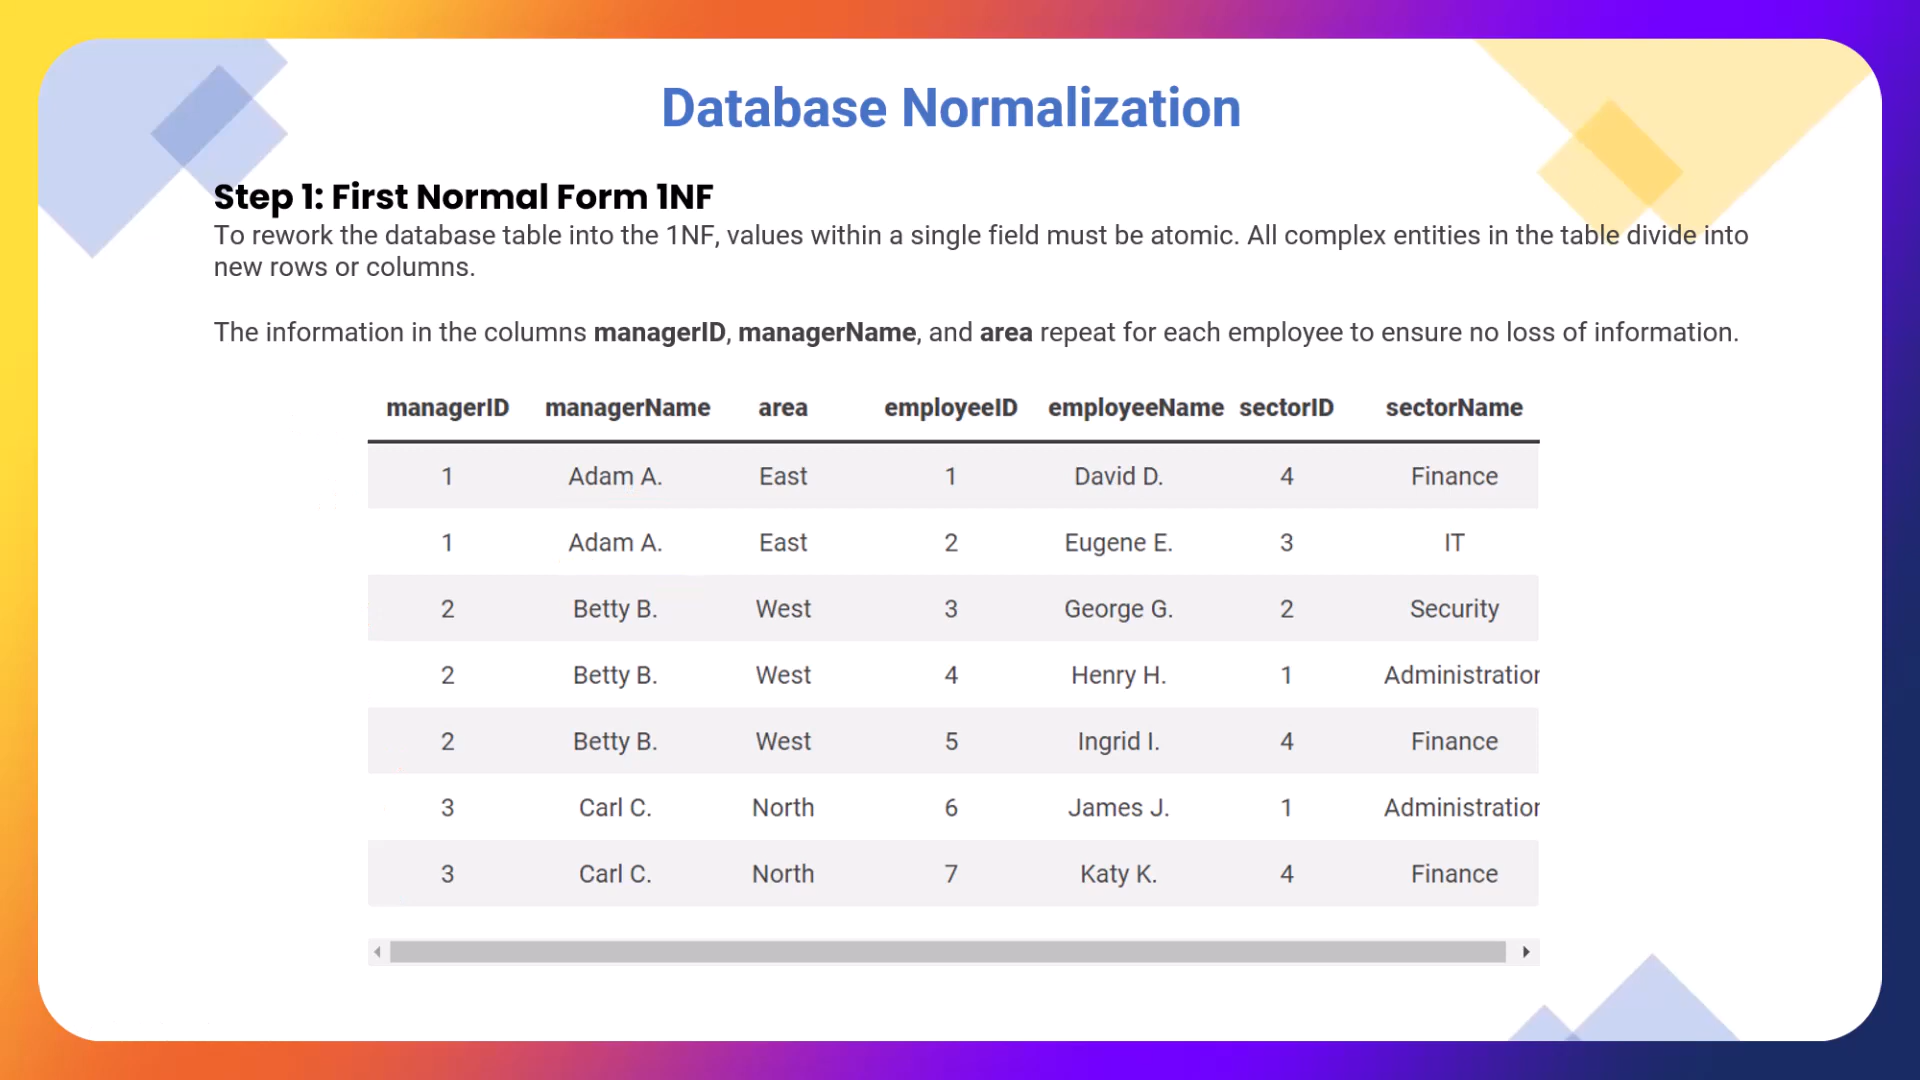 Database Normalization
Step 1: First Normal Form 1NF
To rework the database table into the 1NF, values within a single field must be atomic. All complex entities in the table divide into
new rows or columns.
The information in the columns managerID, managerName, and area repeat for each employee to ensure no loss of information.
managerID managerName area employeeID employeeName sectorID sectorName
1 Adam A. East 1 David D. 4 Finance
1 Adam A. East 2 Eugene E. 3 IT
2 Betty B. West 3 George G. 2 Security
2 Betty B. West 4 Henry H. 1 Administration
2 Betty B. West 5 Ingrid I. 4 Finance
3 Carl C. North 6 James J. 1 Administration
3 Carl C. North 7 Katy K. 4 Finance